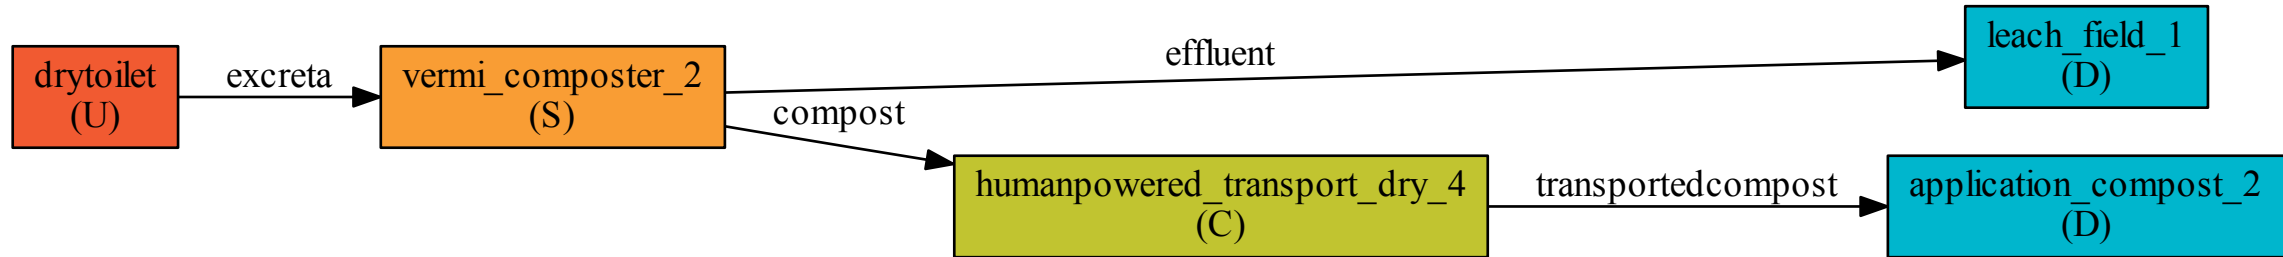 drytoilet
(U)
excreta
vermi_composter_2
(S)
effluent
compost
leach_field_1
(D)
humanpowered_transport_dry_4
(C)
transportedcompost
application_compost_2
(D)